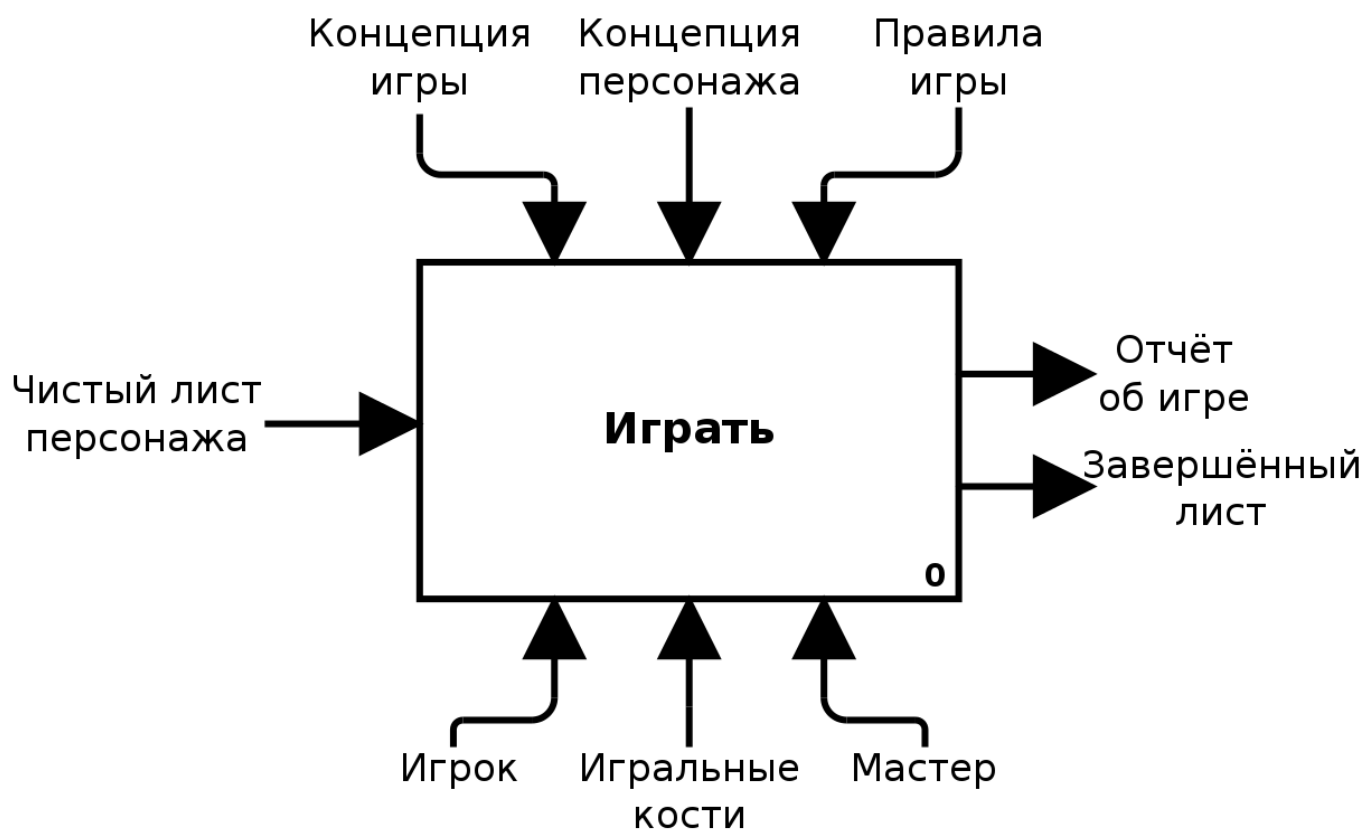 Концепция
игры
Концепция
персонажа
Правила
игры
Чистый лист
персонажа
Играть
0
Отчёт
об игре
Завершённый
лист
Игрок
Игральные
кости
Мастер